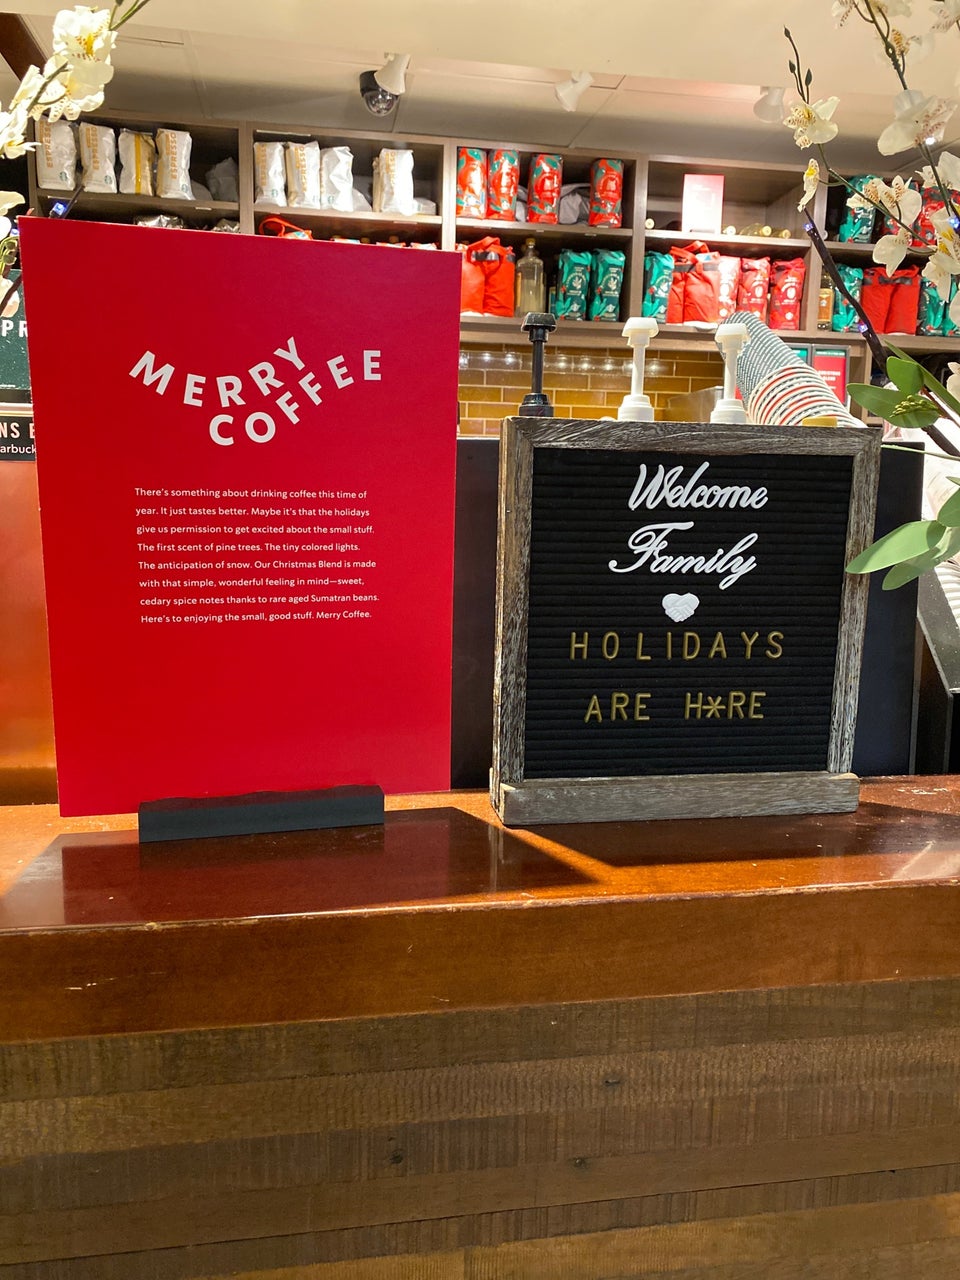 MERRY
COFFEE
There's something about drinking coffee this time of
year. It just tastes better. Maybe it's that the holidays
give us permission to get excited about the small stuff.
The first scent of pine trees. The tiny colored lights.
The anticipation of snow. Our Christmas Blend is made
with that simple, wonderful feeling in mind—sweet,
cedary spice notes thanks to rare aged Sumatran beans.
Here's to enjoying the small, good stuff. Merry Coffee.
Welcome
Family
HOLIDAYS
ARE H*RE
ESPRESSO